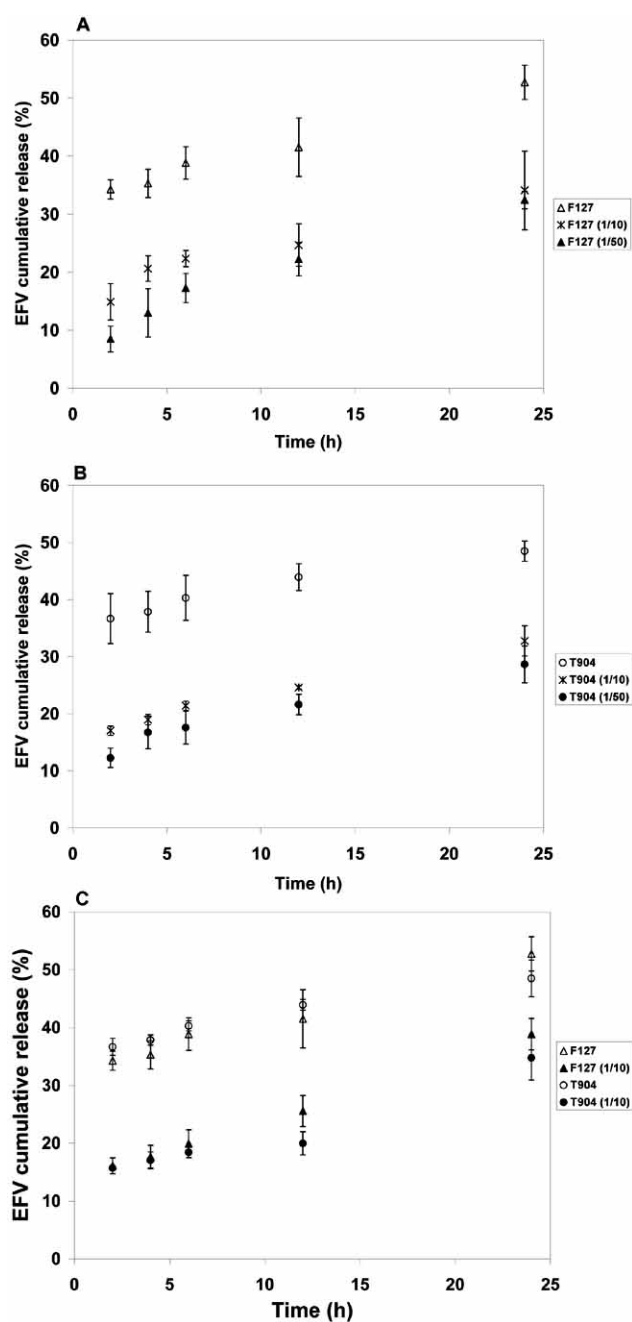 A
60
50
40
30
20
10
0
EFV cumulative release (%)
0 5 10 15 20 25
Time (h)
F127
F127 (1/10)
F127 (1/50)
B
60
50
40
30
20
10
0
EFV cumulative release (%)
0 5 10 15 20 25
Time (h)
T904
T904 (1/10)
T904 (1/50)
C
60
50
40
30
20
10
0
EFV cumulative release (%)
0 5 10 15 20 25
Time (h)
F127
F127 (1/10)
T904
T904 (1/10)